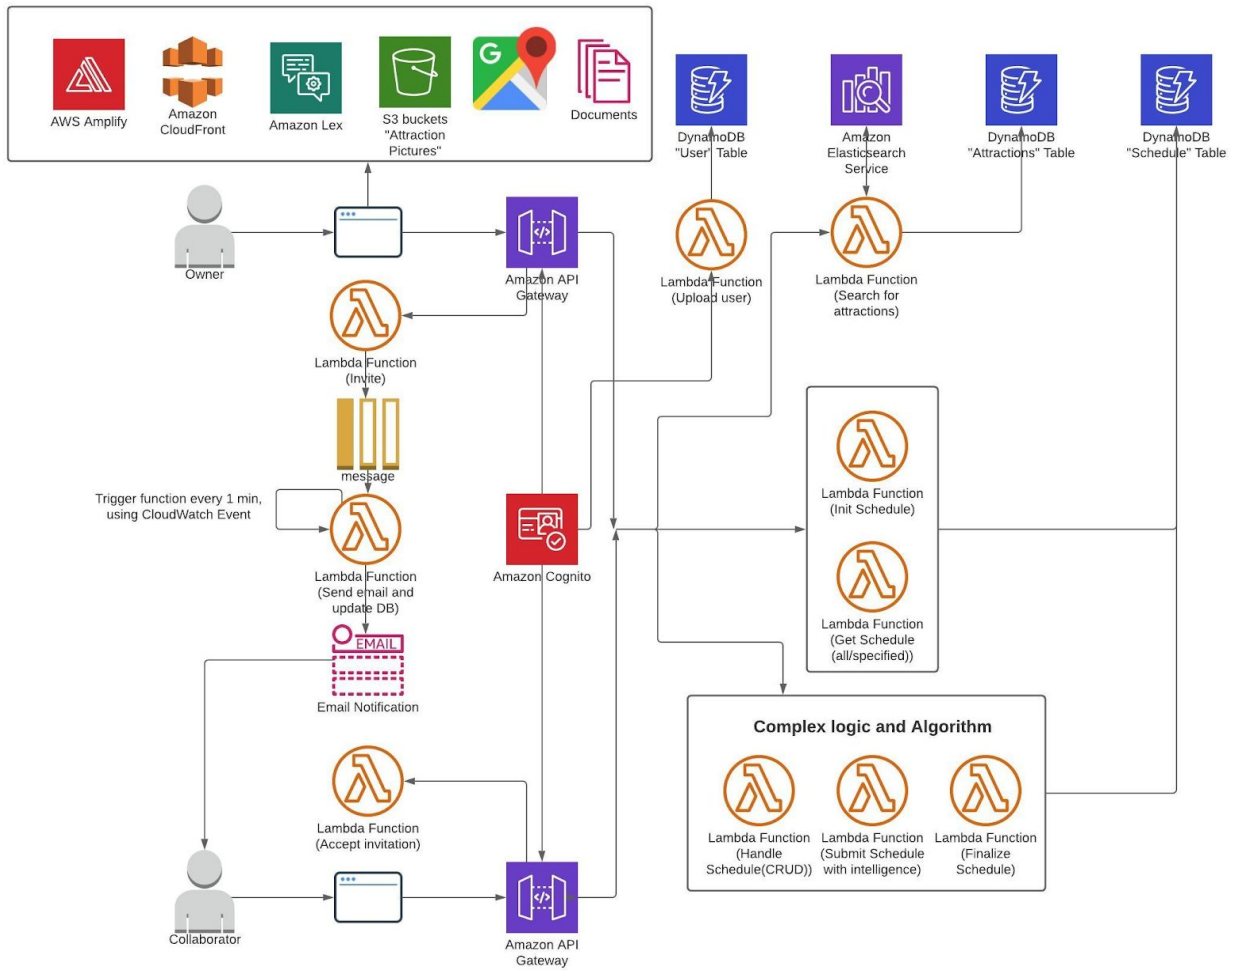 AWS Amplify
Amazon
CloudFront
Amazon Lex
S3 buckets
"Attraction
Pictures"
G
Documents
DynamoDB
"User" Table
Amazon
Elasticsearch
Service
DynamoDB
"Attractions" Table
DynamoDB
"Schedule" Table
Owner
Amazon API
Gateway
Lambda Function
(Upload user)
Lambda Function
(Search for
attractions)
Lambda Function
(Invite)
message
Trigger function every 1 min,
using CloudWatch Event
Lambda Function
(Send email and
update DB)
Amazon Cognito
Lambda Function
(Init Schedule)
Lambda Function
(Get Schedule
(all/specified))
EMAIL
Email Notification
Complex logic and Algorithm
Lambda Function
(Handle
Schedule(CRUD))
Lambda Function
(Submit Schedule
with intelligence)
Lambda Function
(Finalize
Schedule)
Lambda Function
(Accept invitation)
Collaborator
Amazon API
Gateway